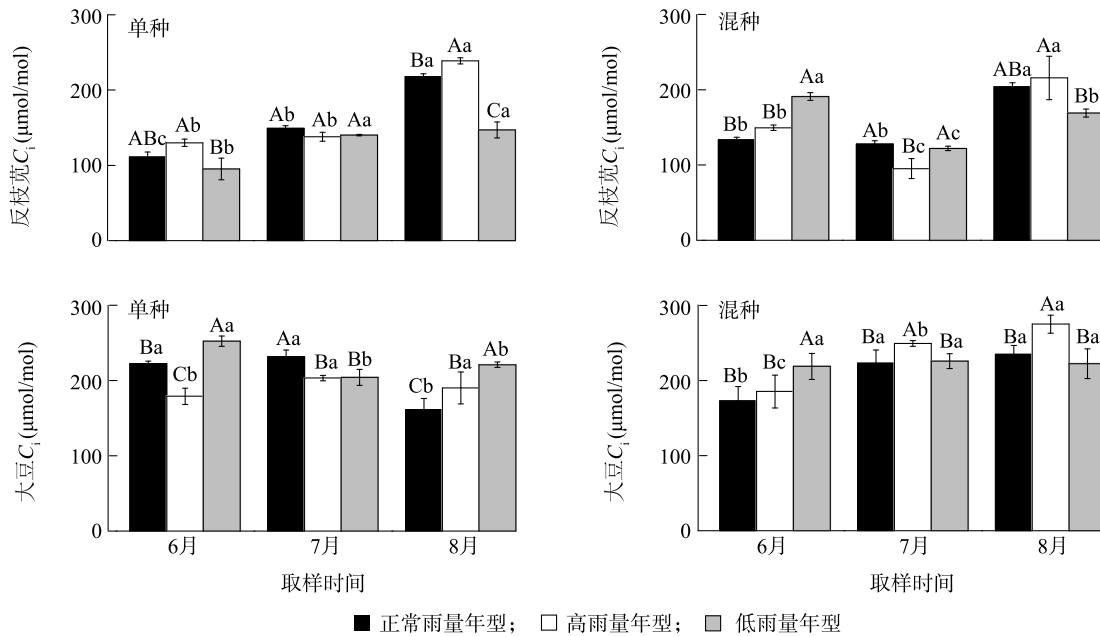 单种
反枝苋Ci (μmol/mol)
300
200
100
0
ABc Ab Bb Ab Ab Aa Ba Aa Ca
混种
反枝苋Ci (μmol/mol)
300
200
100
0
Bb Bb Aa Ab Bc Ac ABa Aa Bb
单种
大豆Ci (μmol/mol)
300
200
100
0
Ba Cb Aa Aa Ba Bb Cb Ba Ab
6月 7月 8月
取样时间
混种
大豆Ci (μmol/mol)
300
200
100
0
Bb Bc Aa Ba Ab Ba Ba Aa Ba
6月 7月 8月
取样时间
正常雨量年型; 高雨量年型; 低雨量年型